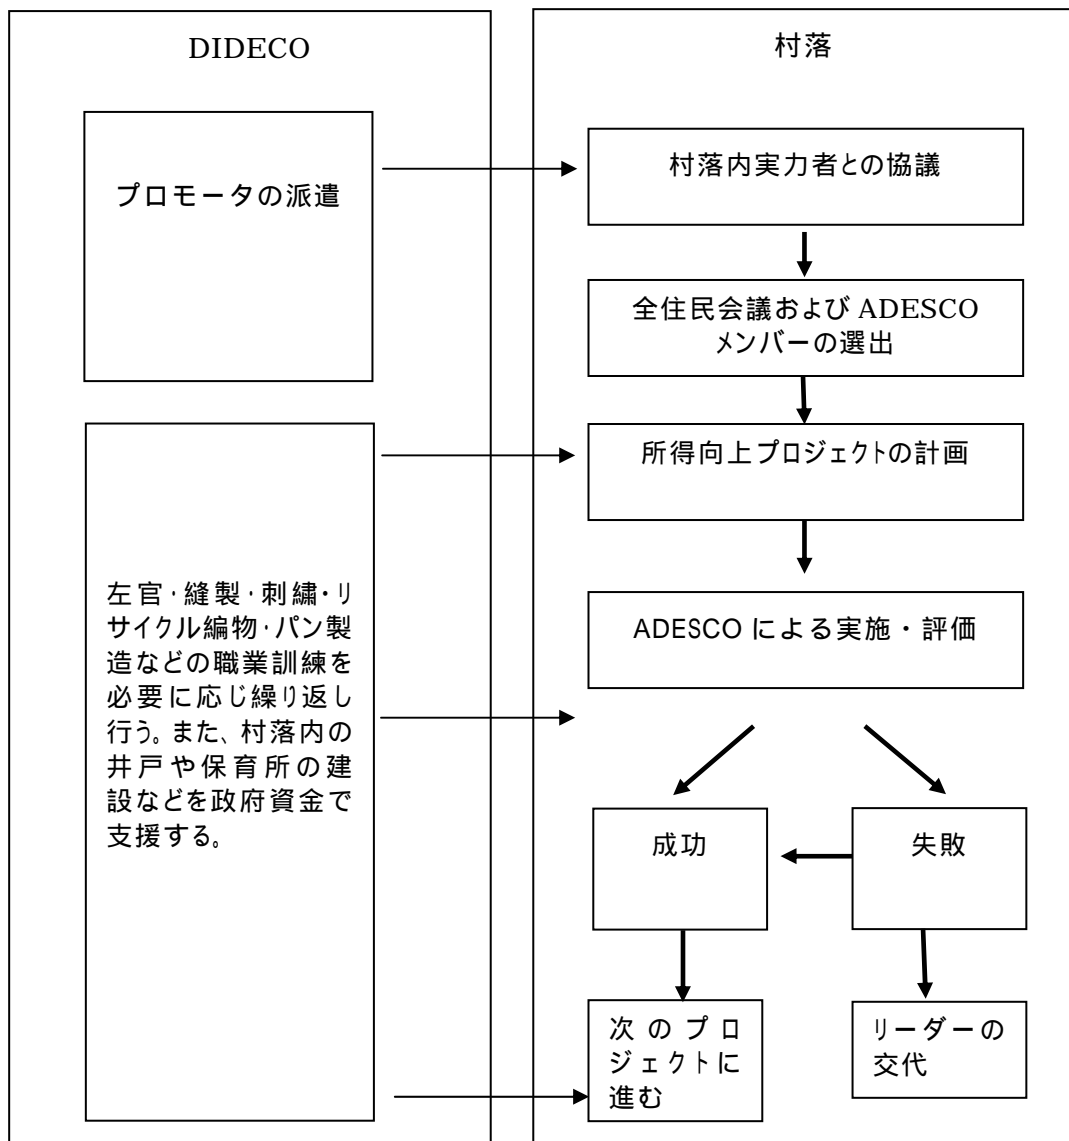 DIDECO
プロモータの派遣
左官・縫製・刺繍・リ
サイクル編物・パン製
造などの職業訓練を
必要に応じ繰り返し
行う。また、村落内の
井戸や保育所の建
設などを政府資金で
支援する。
村落
村落内実力者との協議
全住民会議および ADESCO
メンバーの選出
所得向上プロジェクトの計画
ADESCO による実施・評価
成功
失敗
次のプロ
ジェクトに
進む
リーダーの
交代